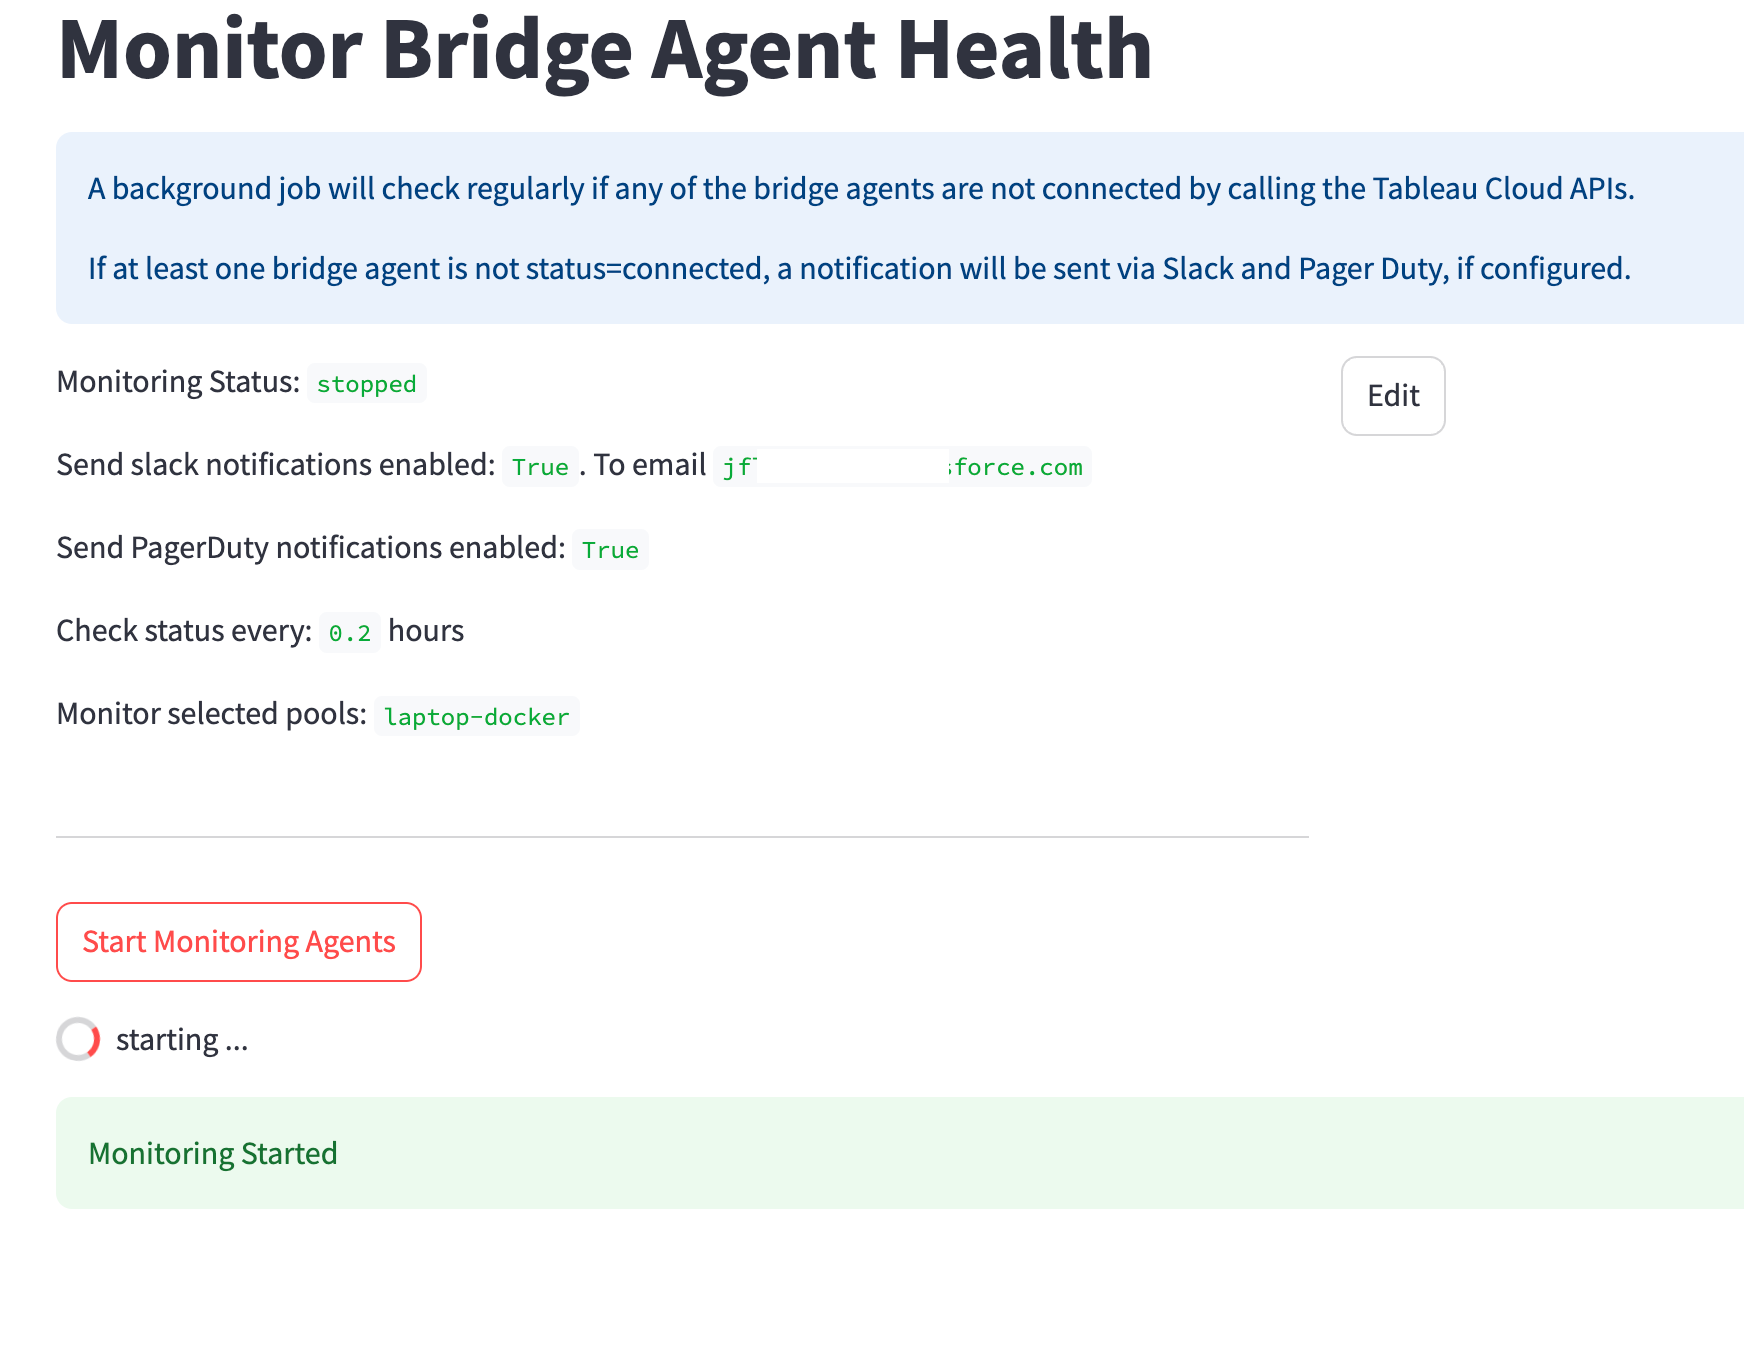 Monitor Bridge Agent Health
A background job will check regularly if any of the bridge agents are not connected by calling the Tableau Cloud APIs.
If at least one bridge agent is not status=connected, a notification will be sent via Slack and Pager Duty, if configured.
Monitoring Status: stopped
Edit
Send slack notifications enabled: True. To email
Send PagerDuty notifications enabled: True
Check status every: 0.2 hours
Monitor selected pools: laptop-docker
Start Monitoring Agents
starting ...
Monitoring Started